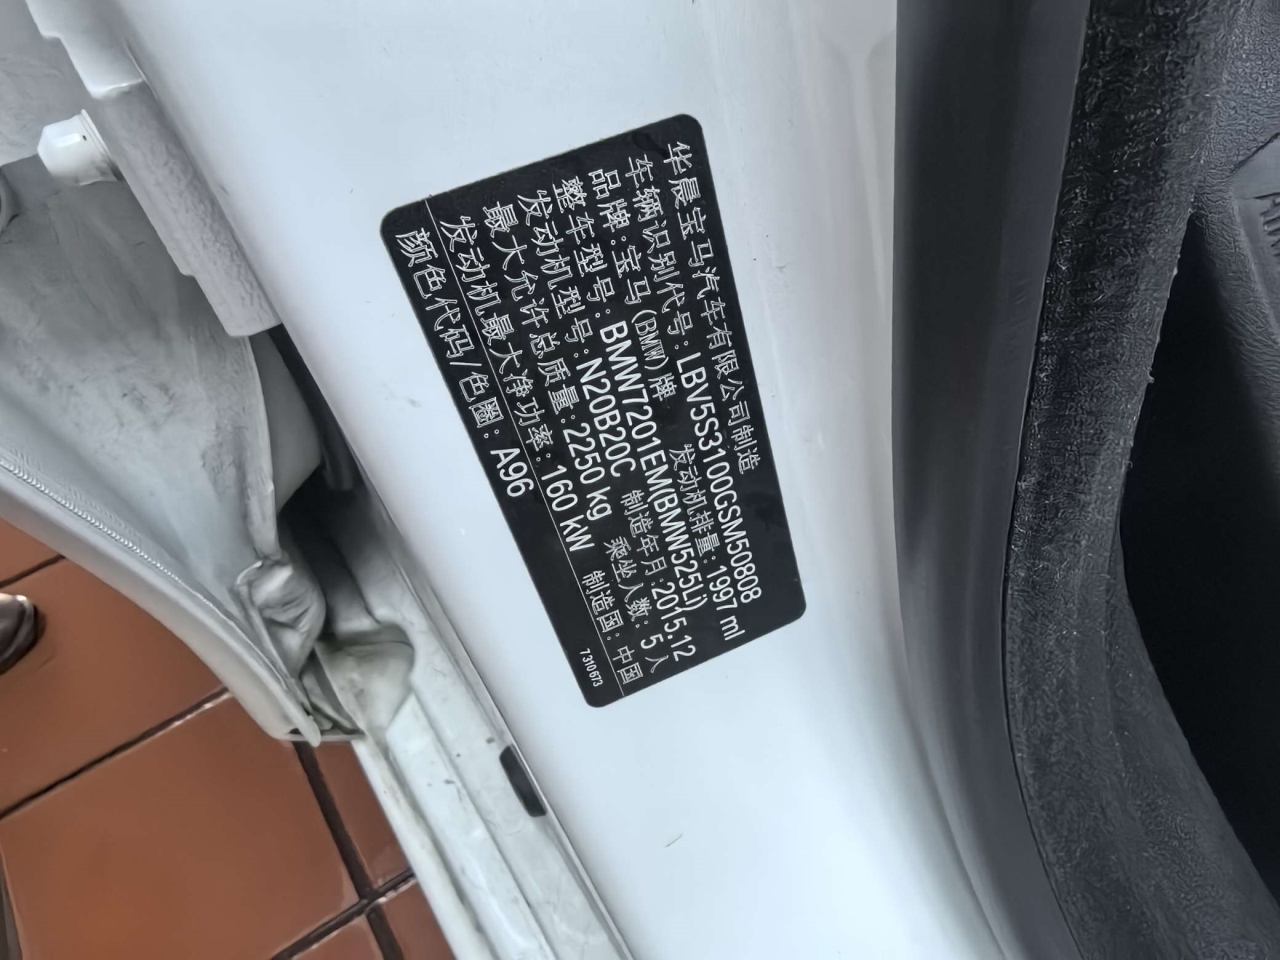 华晨宝马汽车有限公司制造
车辆识别代号:LBV5S3100GSM50808
品牌:宝马(BMW)牌 发动机排量:1997 ml
整车型号:BMW7201EM(BMW525Li)
发动机型号:N20B20C 制造年月:2015.12
最大允许总质量:2250 kg 乘坐人数:5 人
发动机最大净功率:160 kW 制造国:中国
颜色代码/色圈:A96 7310673